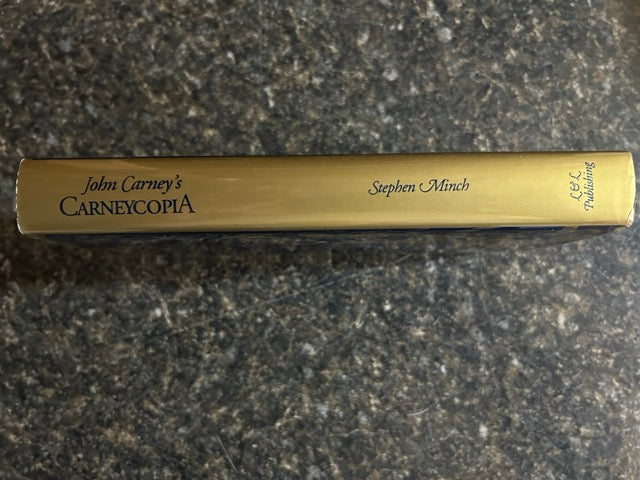 John Carney's
CARNEYCOPIA
Stephen Minch
L&L
Publishing